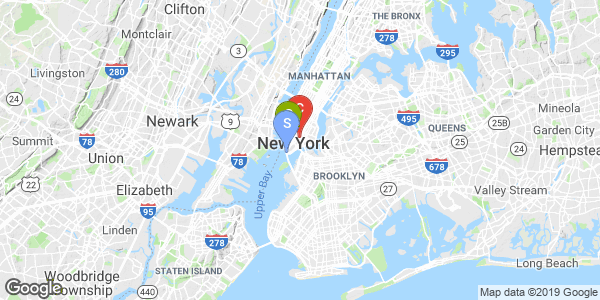 Clifton
THE BRONX
Montclair
278
3
295
Livingston
280
MANHATTAN
24
C
Mineola
Newark
9
S
495
25B
Garden City
Summit
78
New York
QUEENS
25
24
Hempste
Union
78
678
22
Elizabeth
Upper Bay
BROOKLYN
27
Valley Stream
95
Linden
278
Long Beach
STATEN ISLAND
Woodbridge
Township
440
Google
Google
Map data ©2019 Google